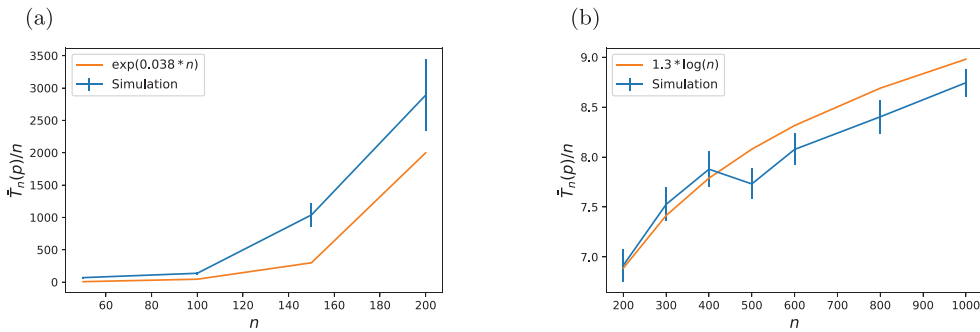 (a)
exp(0.038 * n)
Simulation
3500
3000
2500
2000
1500
1000
500
0
T̄ₙ(p)/n
60 80 100 120 140 160 180 200
n
(b)
1.3 * log(n)
Simulation
9.0
8.5
8.0
7.5
7.0
T̄ₙ(p)/n
200 300 400 500 600 700 800 900 1000
n